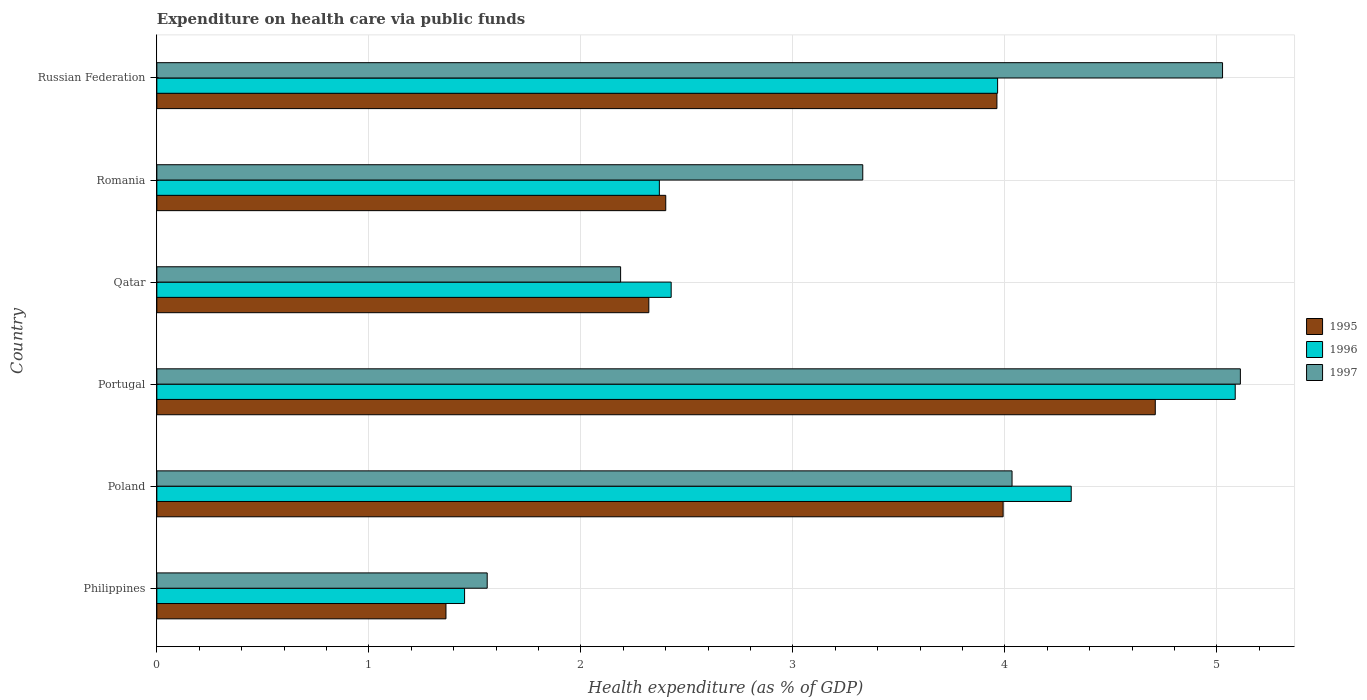 Expenditure on health care via public funds
Country
Russian Federation
Romania
Qatar
Portugal
Poland
Philippines
0
1
2
3
4
5
Health expenditure (as % of GDP)
1995
1996
1997